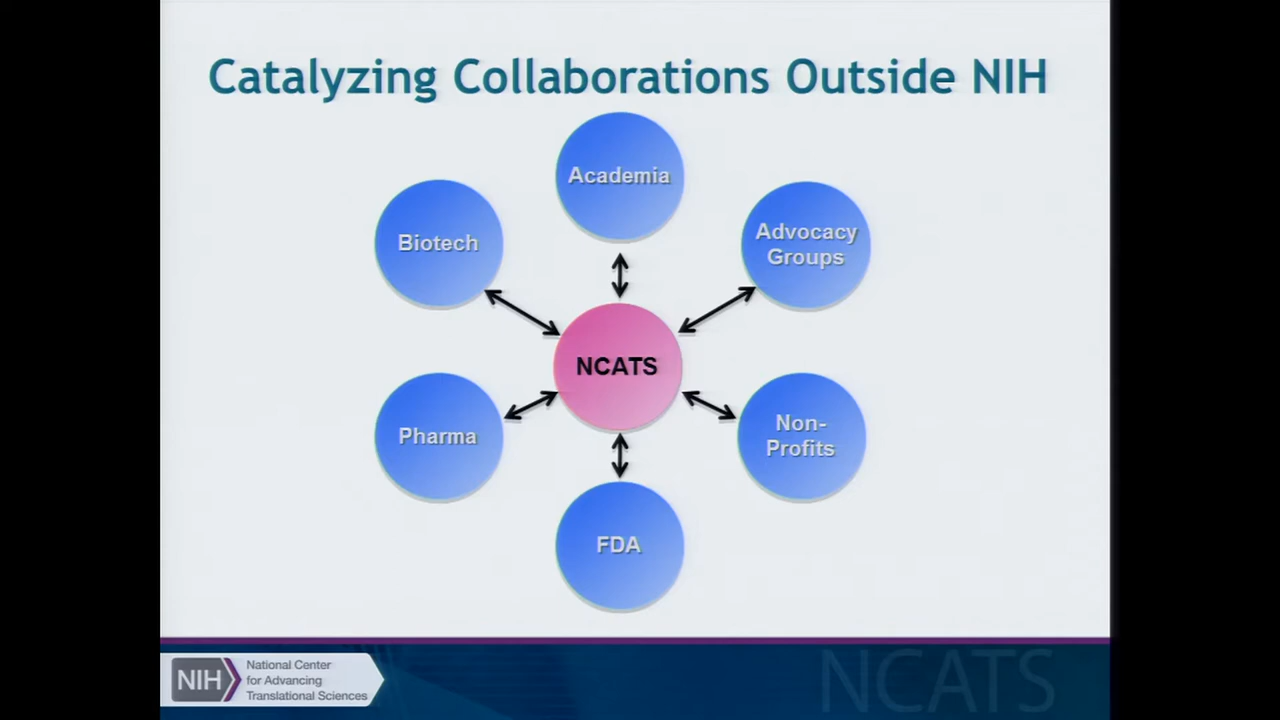 Catalyzing Collaborations Outside NIH
Academia
Biotech
Advocacy
Groups
NCATS
Pharma
Non-
Profits
FDA
NIH
National Center
for Advancing
Translational Sciences
NCATS